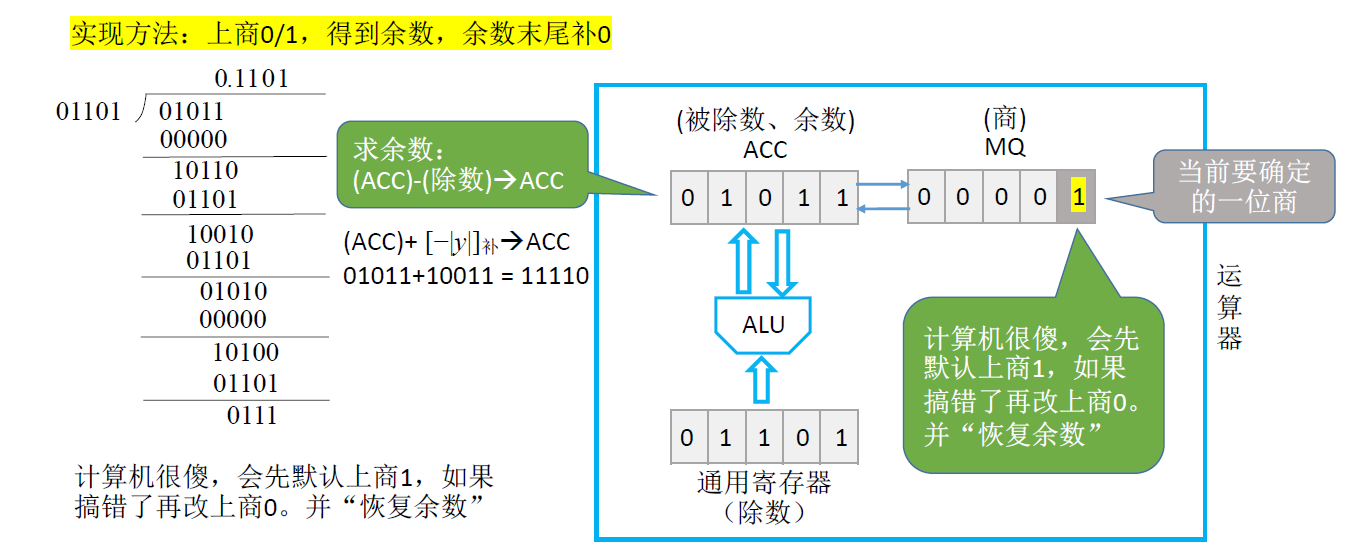 实现方法：上商0/1，得到余数，余数末尾补0
0.1101
01101
01011
00000
10110
01101
10010
01101
01010
00000
10100
01101
0111
计算机很傻，会先默认上商1，如果
搞错了再改上商0。并“恢复余数”
求余数：
(ACC)-(除数)→ACC
(ACC)+ [−|y|]补→ACC
01011+10011 = 11110
(被除数、余数)
ACC
0 1 0 1 1
(商)
MQ
0 0 0 0 1
当前要确定
的一位商
ALU
0 1 1 0 1
通用寄存器
（除数）
计算机很傻，会先
默认上商1，如果
搞错了再改上商0。
并“恢复余数”
运
算
器